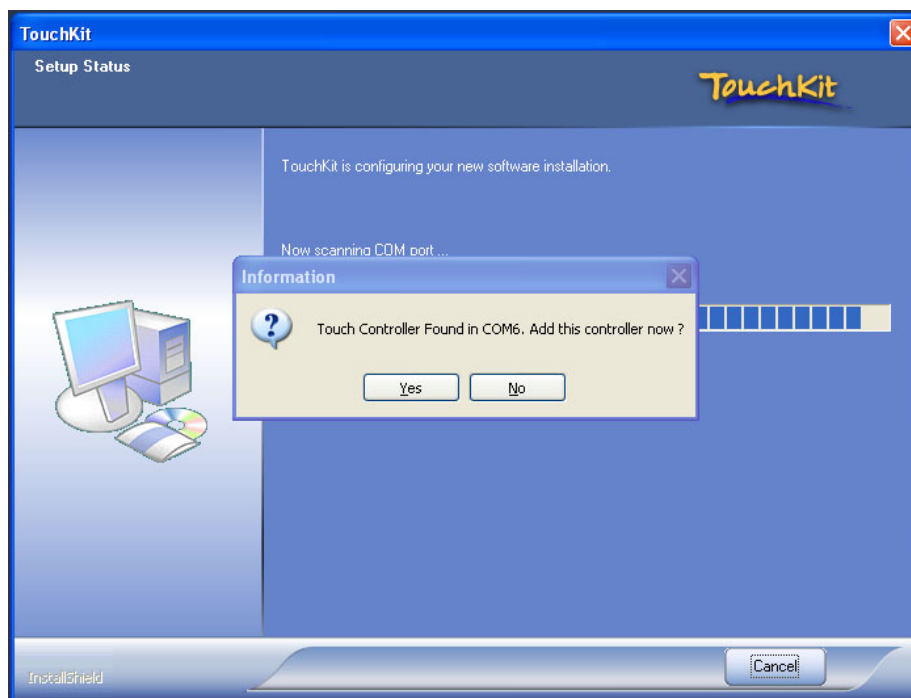 TouchKit
Setup Status
TouchKit
TouchKit is configuring your new software installation.
Now scanning COM port ...
Information
Touch Controller Found in COM6. Add this controller now ?
Yes
No
Cancel
InstallShield